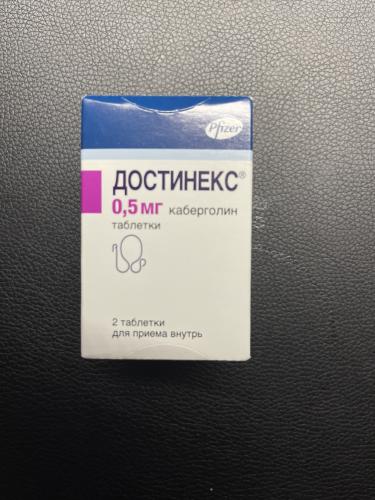 Pfizer
ДОСТИНЕКС®
0,5 мг каберголин
таблетки
2 таблетки
для приема внутрь